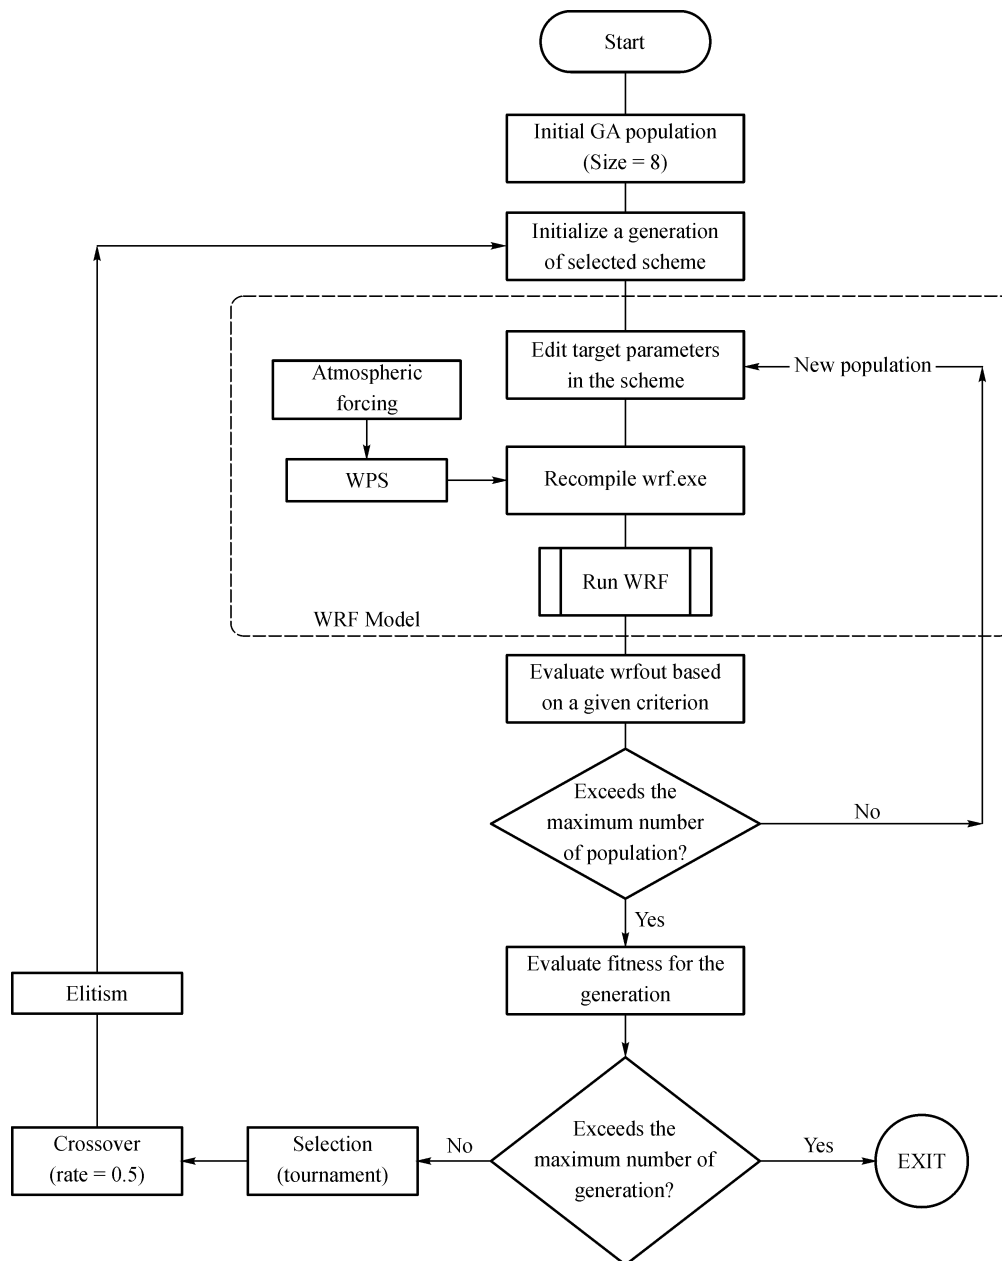 Start
Initial GA population
(Size = 8)
Initialize a generation
of selected scheme
Edit target parameters
in the scheme
New population
Atmospheric
forcing
WPS
Recompile wrf.exe
Run WRF
WRF Model
Evaluate wrfout based
on a given criterion
Exceeds the
maximum number
of population?
No
Yes
Evaluate fitness for the
generation
Elitism
Exceeds the
maximum number of
generation?
No
Yes
EXIT
Selection
(tournament)
Crossover
(rate = 0.5)